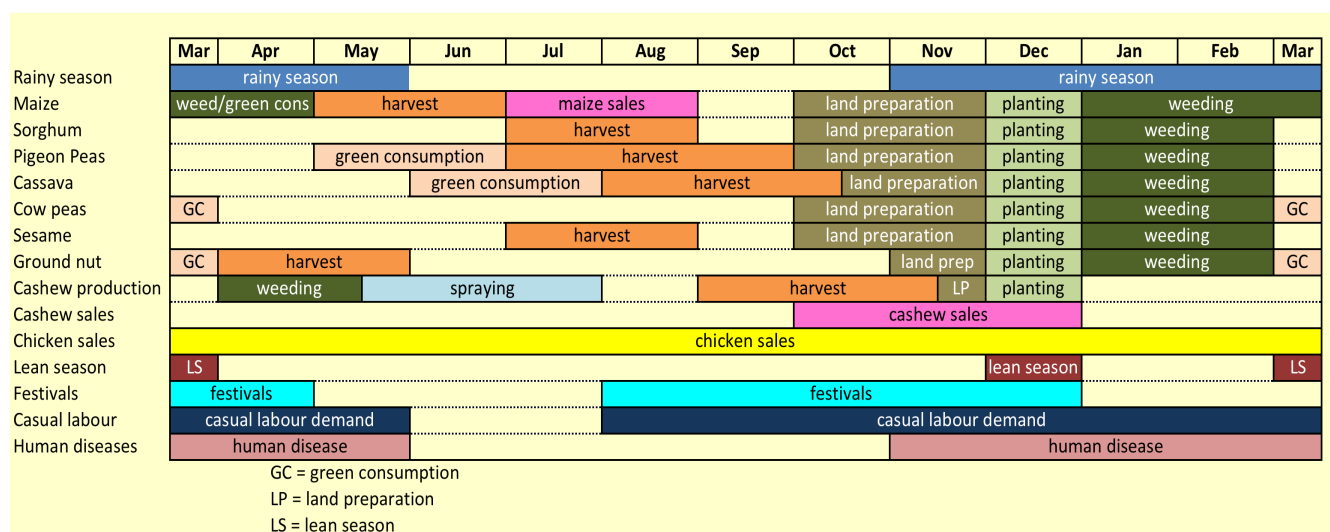 Mar Apr May Jun Jul Aug Sep Oct Nov Dec Jan Feb Mar
Rainy season rainy season rainy season
Maize weed/green cons harvest maize sales land preparation planting weeding
Sorghum harvest land preparation planting weeding
Pigeon Peas green consumption harvest land preparation planting weeding
Cassava green consumption harvest land preparation planting weeding
Cow peas GC land preparation planting weeding GC
Sesame harvest land preparation planting weeding
Ground nut GC harvest land prep planting weeding GC
Cashew production weeding spraying harvest LP planting
Cashew sales cashew sales
Chicken sales chicken sales
Lean season LS lean season LS
Festivals festivals festivals
Casual labour casual labour demand casual labour demand
Human diseases human disease human disease
GC = green consumption
LP = land preparation
LS = lean season